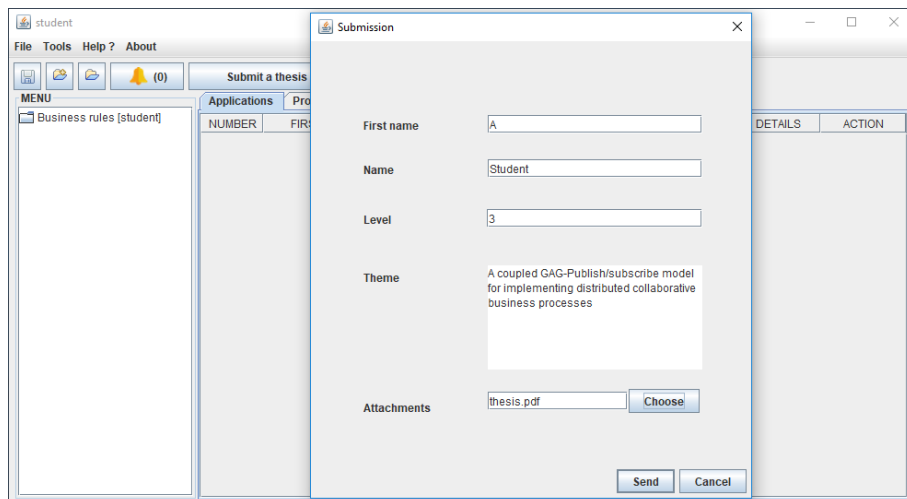 student
File Tools Help ? About
(0)
Submit a thesis
MENU
Business rules [student]
Applications
NUMBER
DETAILS
ACTION
Submission
First name
A
Name
Student
Level
3
Theme
A coupled GAG-Publish/subscribe model
for implementing distributed collaborative
business processes
Attachments
thesis.pdf
Choose
Send
Cancel